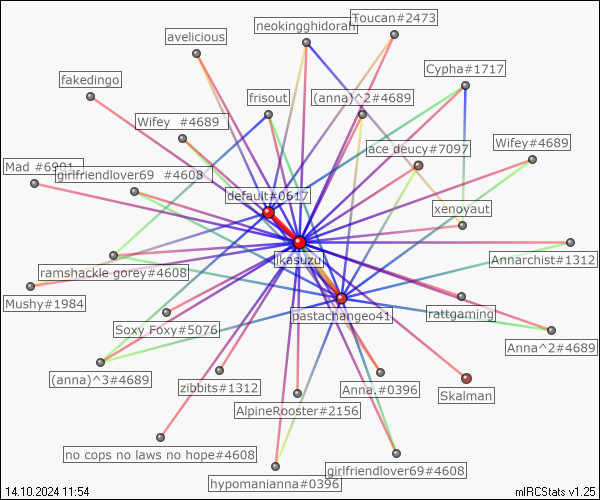 Toucan#2473
neokingghidorah
avelicious
Cypha#1717
fakedingo
frisout
(anna)^2#4689
Wifey #4689
Wifey#4689
ace deucy#7097
Mad #6901
girlfriendlover69 #4608
default#0617
xenoyaut
Ikasuzu
Annarchist#1312
ramshackle gorey#4608
Mushy#1984
pastachangeo41
rattgaming
Soxy Foxy#5076
Anna^2#4689
(anna)^3#4689
zibbits#1312
Anna.#0396
Skalman
AlpineRooster#2156
no cops no laws no hope#4608
girlfriendlover69#4608
hypomanianna#0396
14.10.2024 11:54
mIRCStats v1.25